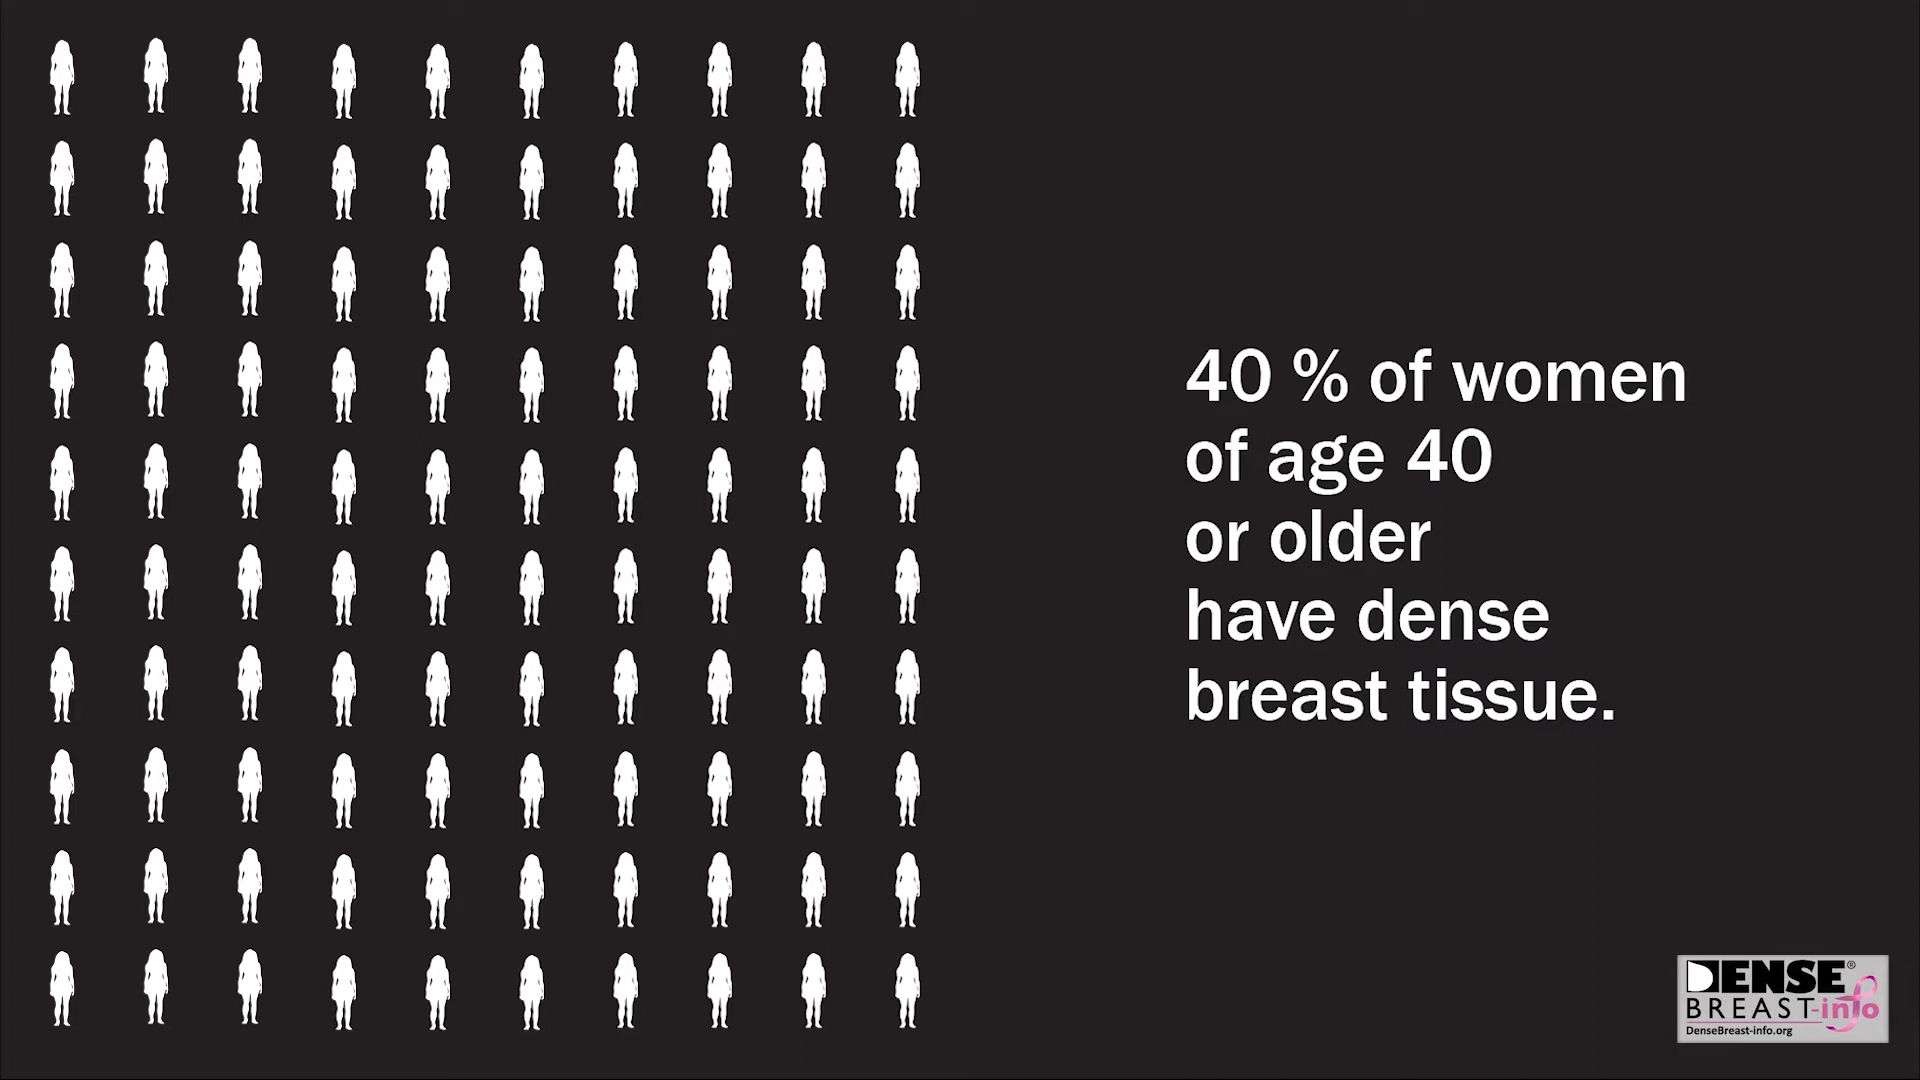 40 % of women
of age 40
or older
have dense
breast tissue.
DENSE®
BREAST-info
DenseBreast-info.org